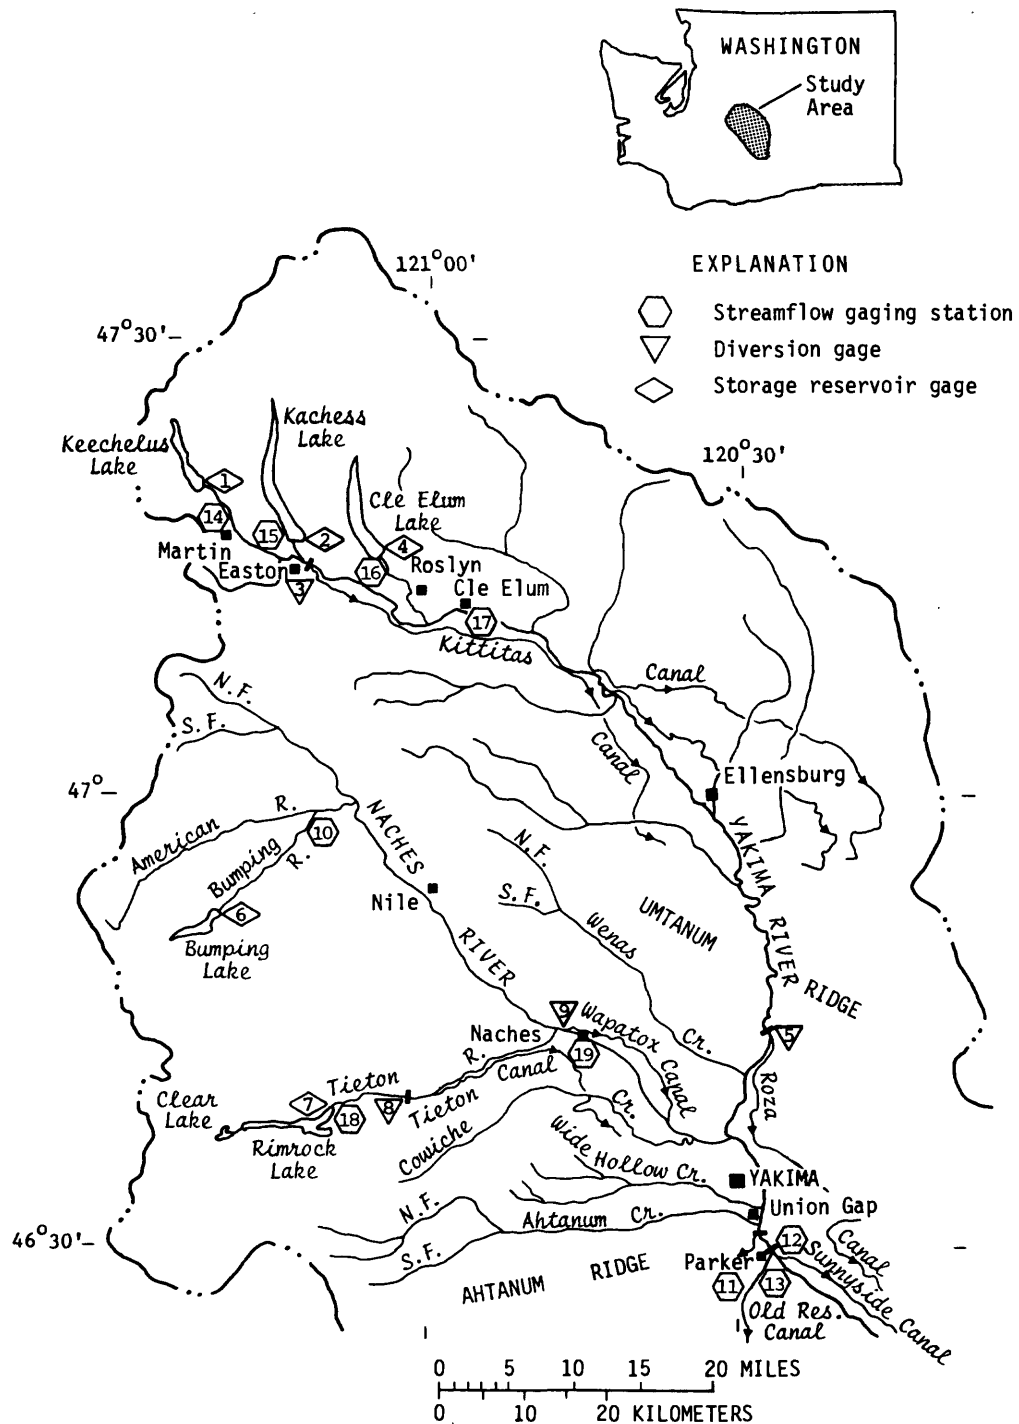 WASHINGTON
Study
Area
EXPLANATION
Streamflow gaging station
Diversion gage
Storage reservoir gage
121°00'
47°30'
120°30'
Keechelus
Lake
Kachess
Lake
Cle Elum
Lake
1
14
15
2
4
16
3
17
Martin
Easton
Roslyn
Cle Elum
Kittitas
Canal
Canal
N.F.
S.F.
47°
Ellensburg
American R.
10
Bumping R.
6
Bumping
Lake
NACHES RIVER
Nile
N.F.
S.F.
Wenas Cr.
UMTANUM RIDGE
YAKIMA RIVER
5
9
Naches
19
Wapatox Canal
Roza
Clear
Lake
7
Tieton R.
18
8
Rimrock
Lake
Tieton Canal
Cowiche Cr.
Wide Hollow Cr.
YAKIMA
Union Gap
N.F.
S.F.
Ahtanum Cr.
46°30'
AHTANUM RIDGE
Parker
12
11
13
Canal
Sunnyside Canal
Old Res.
Canal
0 5 10 15 20 MILES
0 10 20 KILOMETERS